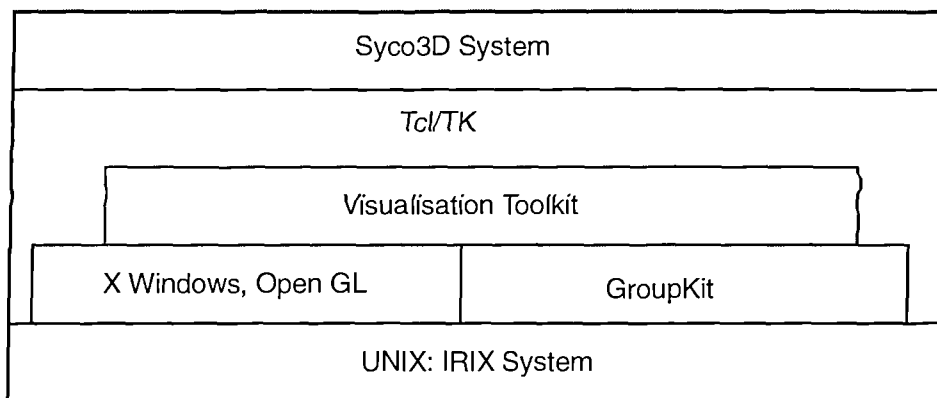 Syco3D System
Tcl/TK
Visualisation Toolkit
X Windows, Open GL
GroupKit
UNIX: IRIX System